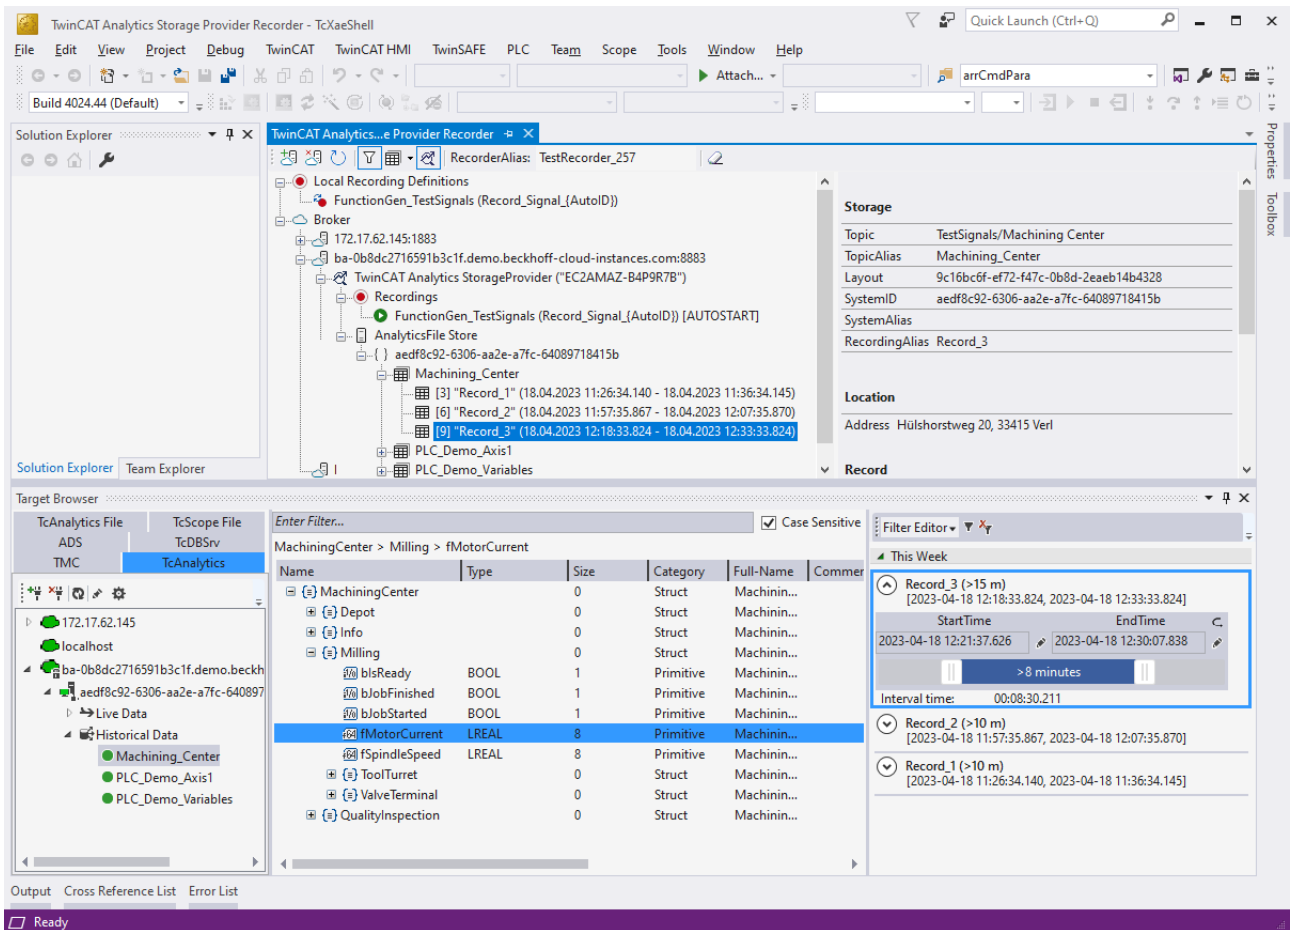 TwinCAT Analytics Storage Provider Recorder - TcXaeShell
Quick Launch (Ctrl+Q)
File Edit View Project Debug TwinCAT TwinCAT HMI TwinSAFE PLC Team Scope Tools Window Help
Attach... arrCmdPara
Build 4024.44 (Default)
Solution Explorer
TwinCAT Analytics...e Provider Recorder
RecorderAlias: TestRecorder_257
Local Recording Definitions
FunctionGen_TestSignals (Record_Signal_{AutoID})
Broker
172.17.62.145:1883
ba-0b8dc2716591b3c1f.demo.beckhoff-cloud-instances.com:8883
TwinCAT Analytics StorageProvider ("EC2AMAZ-B4P9R7B")
Recordings
FunctionGen_TestSignals (Record_Signal_{AutoID}) [AUTOSTART]
AnalyticsFile Store
{ } aedf8c92-6306-aa2e-a7fc-64089718415b
Machining_Center
[3] "Record_1" (18.04.2023 11:26:34.140 - 18.04.2023 11:36:34.145)
[6] "Record_2" (18.04.2023 11:57:35.867 - 18.04.2023 12:07:35.870)
[9] "Record_3" (18.04.2023 12:18:33.824 - 18.04.2023 12:33:33.824)
PLC_Demo_Axis1
PLC_Demo_Variables
Storage
Topic TestSignals/Machining Center
TopicAlias Machining_Center
Layout 9c16bc6f-ef72-f47c-0b8d-2eaeb14b4328
SystemID aedf8c92-6306-aa2e-a7fc-64089718415b
SystemAlias
RecordingAlias Record_3
Location
Address Hülshorstweg 20, 33415 Verl
Record
Properties
Toolbox
Solution Explorer Team Explorer
Target Browser
TcAnalytics File TcScope File
ADS TcDBSrv
TMC TcAnalytics
172.17.62.145
localhost
ba-0b8dc2716591b3c1f.demo.beckh
aedf8c92-6306-aa2e-a7fc-640897
Live Data
Historical Data
Machining_Center
PLC_Demo_Axis1
PLC_Demo_Variables
Enter Filter... Case Sensitive
MachiningCenter > Milling > fMotorCurrent
Name Type Size Category Full-Name Commer
MachiningCenter 0 Struct Machinin...
Depot 0 Struct Machinin...
Info 0 Struct Machinin...
Milling 0 Struct Machinin...
bIsReady BOOL 1 Primitive Machinin...
bJobFinished BOOL 1 Primitive Machinin...
bJobStarted BOOL 1 Primitive Machinin...
fMotorCurrent LREAL 8 Primitive Machinin...
fSpindleSpeed LREAL 8 Primitive Machinin...
ToolTurret 0 Struct Machinin...
ValveTerminal 0 Struct Machinin...
QualityInspection 0 Struct Machinin...
Filter Editor
This Week
Record_3 (>15 m)
[2023-04-18 12:18:33.824, 2023-04-18 12:33:33.824]
StartTime EndTime
2023-04-18 12:21:37.626 2023-04-18 12:30:07.838
>8 minutes
Interval time: 00:08:30.211
Record_2 (>10 m)
[2023-04-18 11:57:35.867, 2023-04-18 12:07:35.870]
Record_1 (>10 m)
[2023-04-18 11:26:34.140, 2023-04-18 11:36:34.145]
Output Cross Reference List Error List
Ready